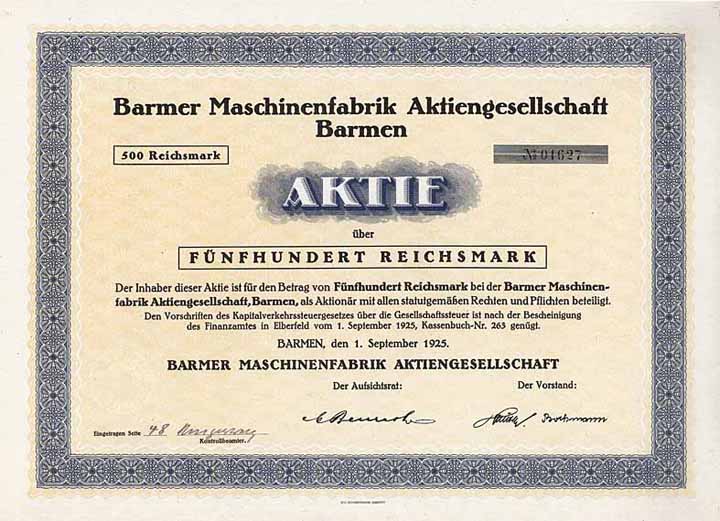 Barmer Maschinenfabrik Aktiengesellschaft
Barmen
500 Reichsmark
№ 01627
AKTIE
über
FÜNFHUNDERT REICHSMARK
Der Inhaber dieser Aktie ist für den Betrag von Fünfhundert Reichsmark bei der Barmer Maschinen-
fabrik Aktiengesellschaft, Barmen, als Aktionär mit allen statutgemäßen Rechten und Pflichten beteiligt.
Den Vorschriften des Kapitalverkehrssteuergesetzes über die Gesellschaftssteuer ist nach der Bescheinigung
des Finanzamtes in Elberfeld vom 1. September 1925, Kassenbuch-Nr. 263 genügt.
BARMEN, den 1. September 1925.
BARMER MASCHINENFABRIK AKTIENGESELLSCHAFT
Der Aufsichtsrat: Der Vorstand:
Eingetragen Seite 48
Kontrollbeamter.